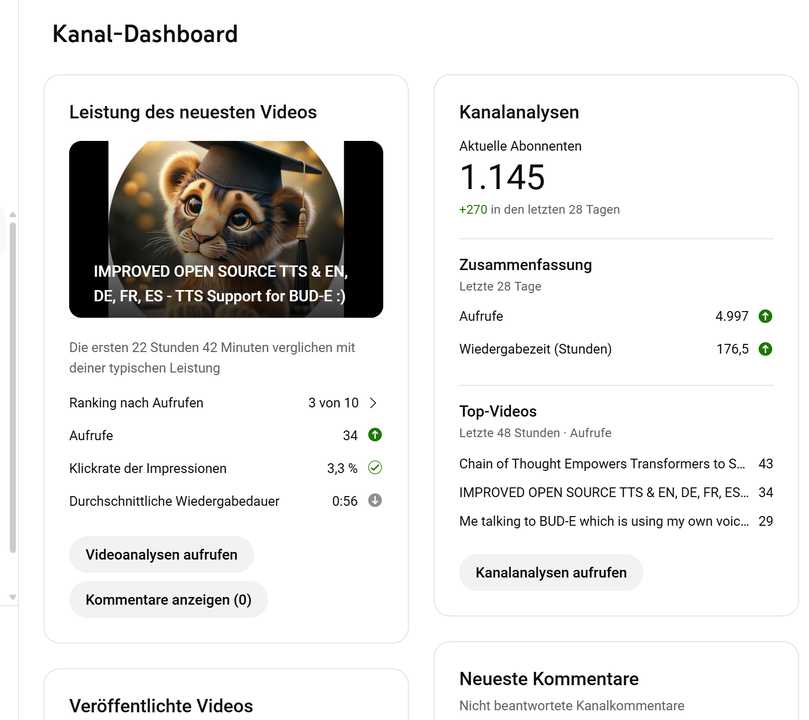 Kanal-Dashboard
Leistung des neuesten Videos
IMPROVED OPEN SOURCE TTS & EN,
DE, FR, ES - TTS Support for BUD-E :)
Die ersten 22 Stunden 42 Minuten verglichen mit
deiner typischen Leistung
Ranking nach Aufrufen 3 von 10
Aufrufe 34
Klickrate der Impressionen 3,3 %
Durchschnittliche Wiedergabedauer 0:56
Videoanalysen aufrufen
Kommentare anzeigen (0)
Veröffentlichte Videos
Kanalanalysen
Aktuelle Abonnenten
1.145
+270 in den letzten 28 Tagen
Zusammenfassung
Letzte 28 Tage
Aufrufe 4.997
Wiedergabezeit (Stunden) 176,5
Top-Videos
Letzte 48 Stunden · Aufrufe
Chain of Thought Empowers Transformers to S... 43
IMPROVED OPEN SOURCE TTS & EN, DE, FR, ES... 34
Me talking to BUD-E which is using my own voic... 29
Kanalanalysen aufrufen
Neueste Kommentare
Nicht beantwortete Kanalkommentare